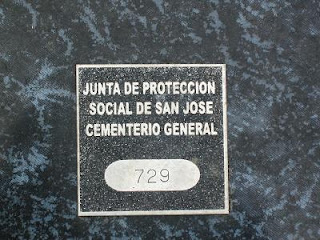 JUNTA DE PROTECCION
SOCIAL DE SAN JOSE
CEMENTERIO GENERAL
729